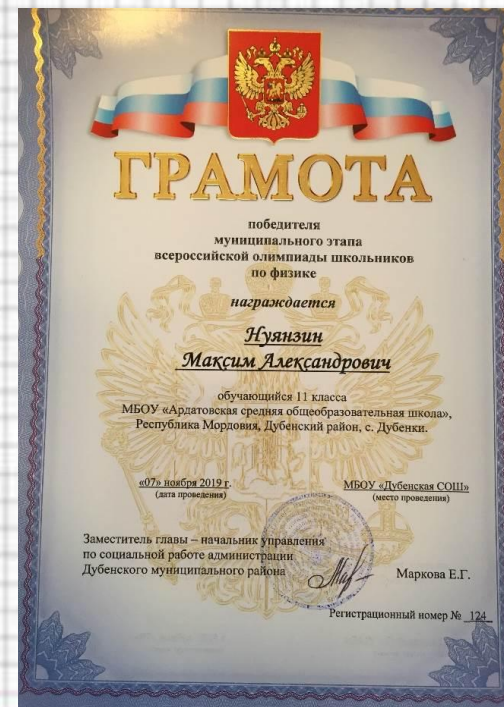 ГРАМОТА
победителя
муниципального этапа
всероссийской олимпиады школьников
по физике
награждается
Нуянзин
Максим Александрович
обучающийся 11 класса
МБОУ «Ардатовская средняя общеобразовательная школа»,
Республика Мордовия, Дубенский район, с. Дубенки.
«07» ноября 2019 г.
(дата проведения)
МБОУ «Дубенская СОШ»
(место проведения)
Заместитель главы – начальник управления
по социальной работе администрации
Дубенского муниципального района
Маркова Е.Г.
Регистрационный номер № 124